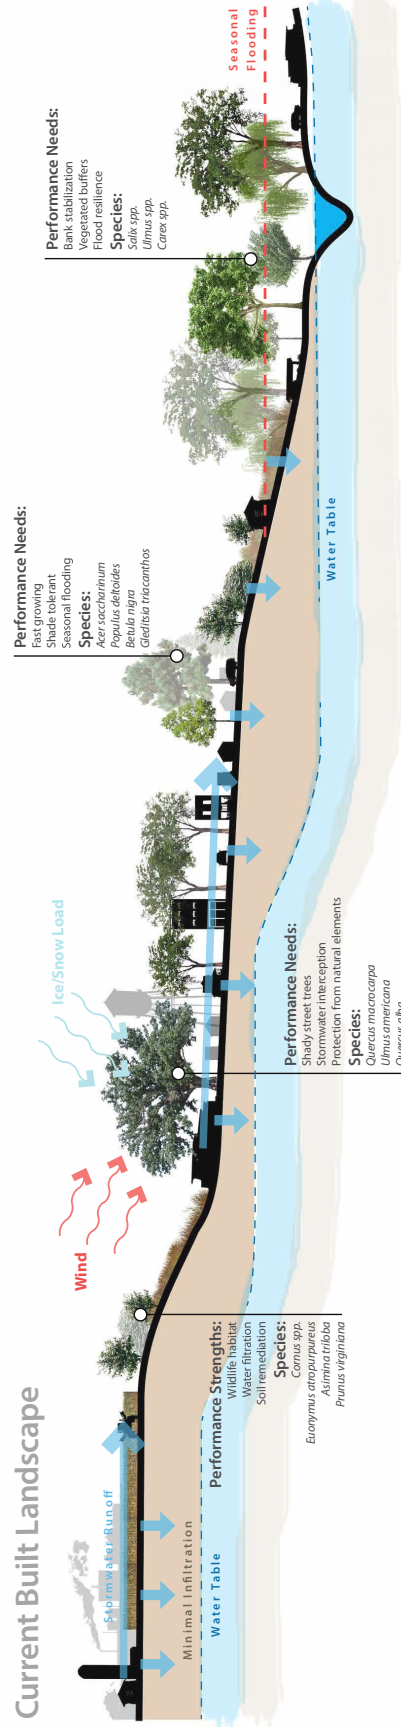 Current Built Landscape
Stormwater Runoff
Minimal Infiltration
Water Table
Performance Strengths:
Wildlife habitat
Water filtration
Soil remediation
Species:
Cornus spp.
Euonymus atropurpureus
Asimina triloba
Prunus virginiana
Wind
Ice/Snow Load
Performance Needs:
Shady street trees
Stormwater interception
Protection from natural elements
Species:
Quercus macrocarpa
Ulmus americana
Quercus alba
Performance Needs:
Fast growing
Shade tolerant
Seasonal flooding
Species:
Acer saccharinum
Populus deltoides
Betula nigra
Gleditsia triacanthos
Water Table
Performance Needs:
Bank stabilization
Vegetated buffers
Flood resilience
Species:
Salix spp.
Ulmus spp.
Carex spp.
Seasonal
Flooding